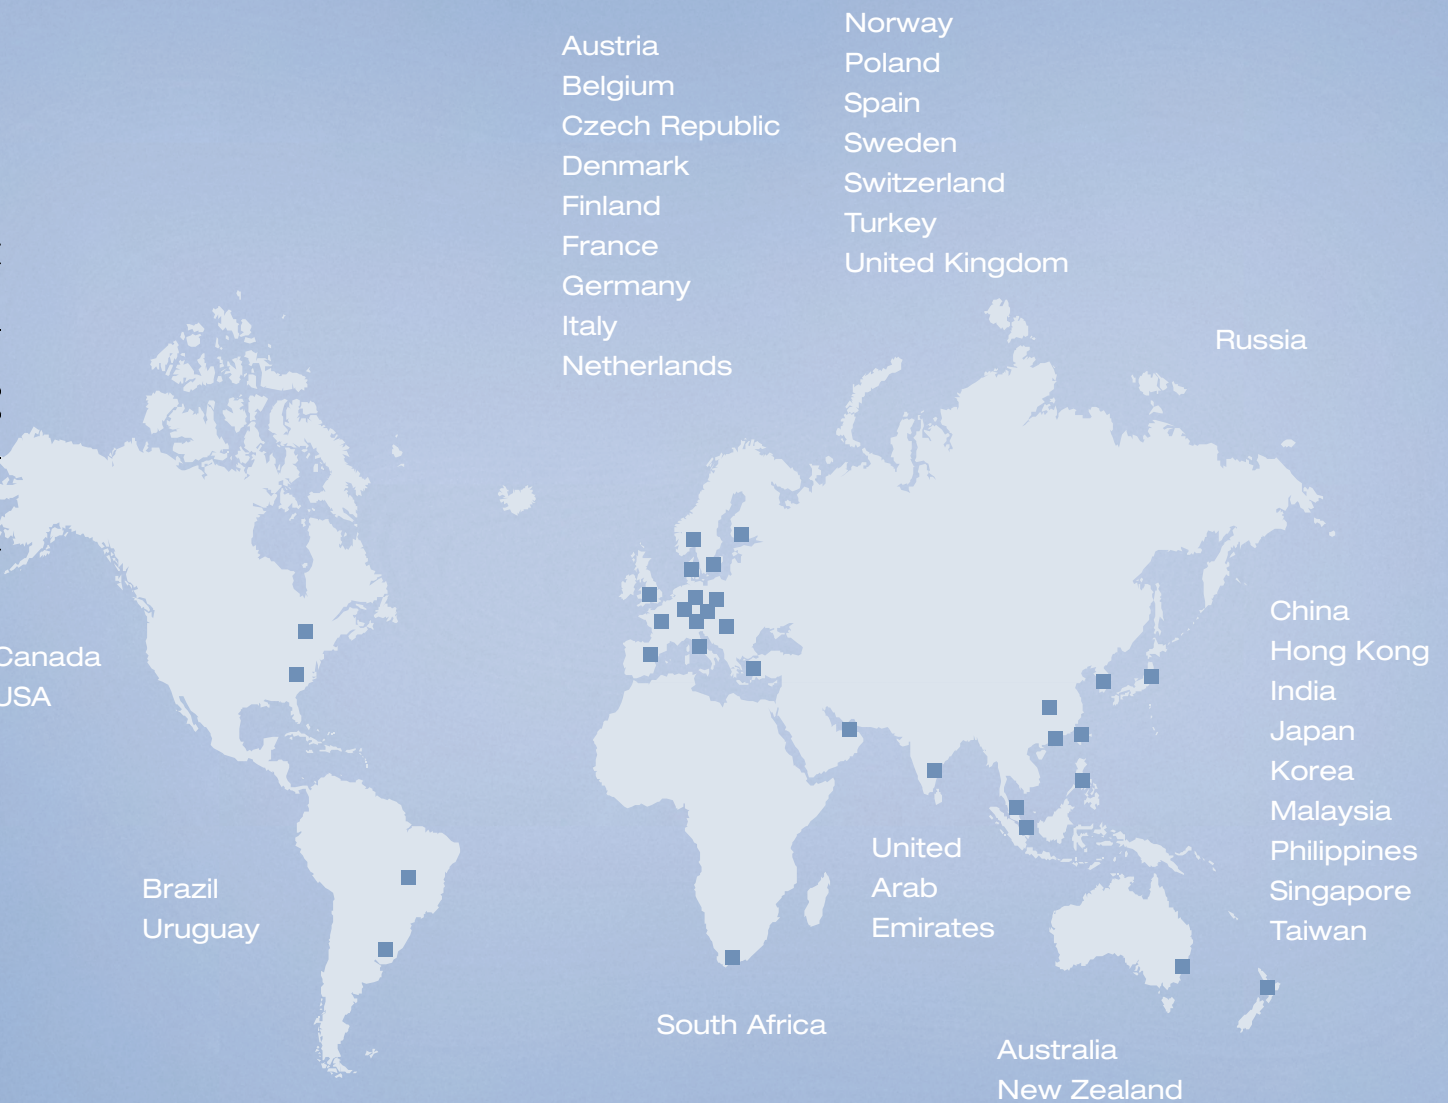 Norway
Poland
Spain
Sweden
Switzerland
Turkey
United Kingdom
Austria
Belgium
Czech Republic
Denmark
Finland
France
Germany
Italy
Netherlands
Russia
Canada
USA
China
Hong Kong
India
Japan
Korea
Malaysia
Philippines
Singapore
Taiwan
Brazil
Uruguay
United
Arab
Emirates
South Africa
Australia
New Zealand